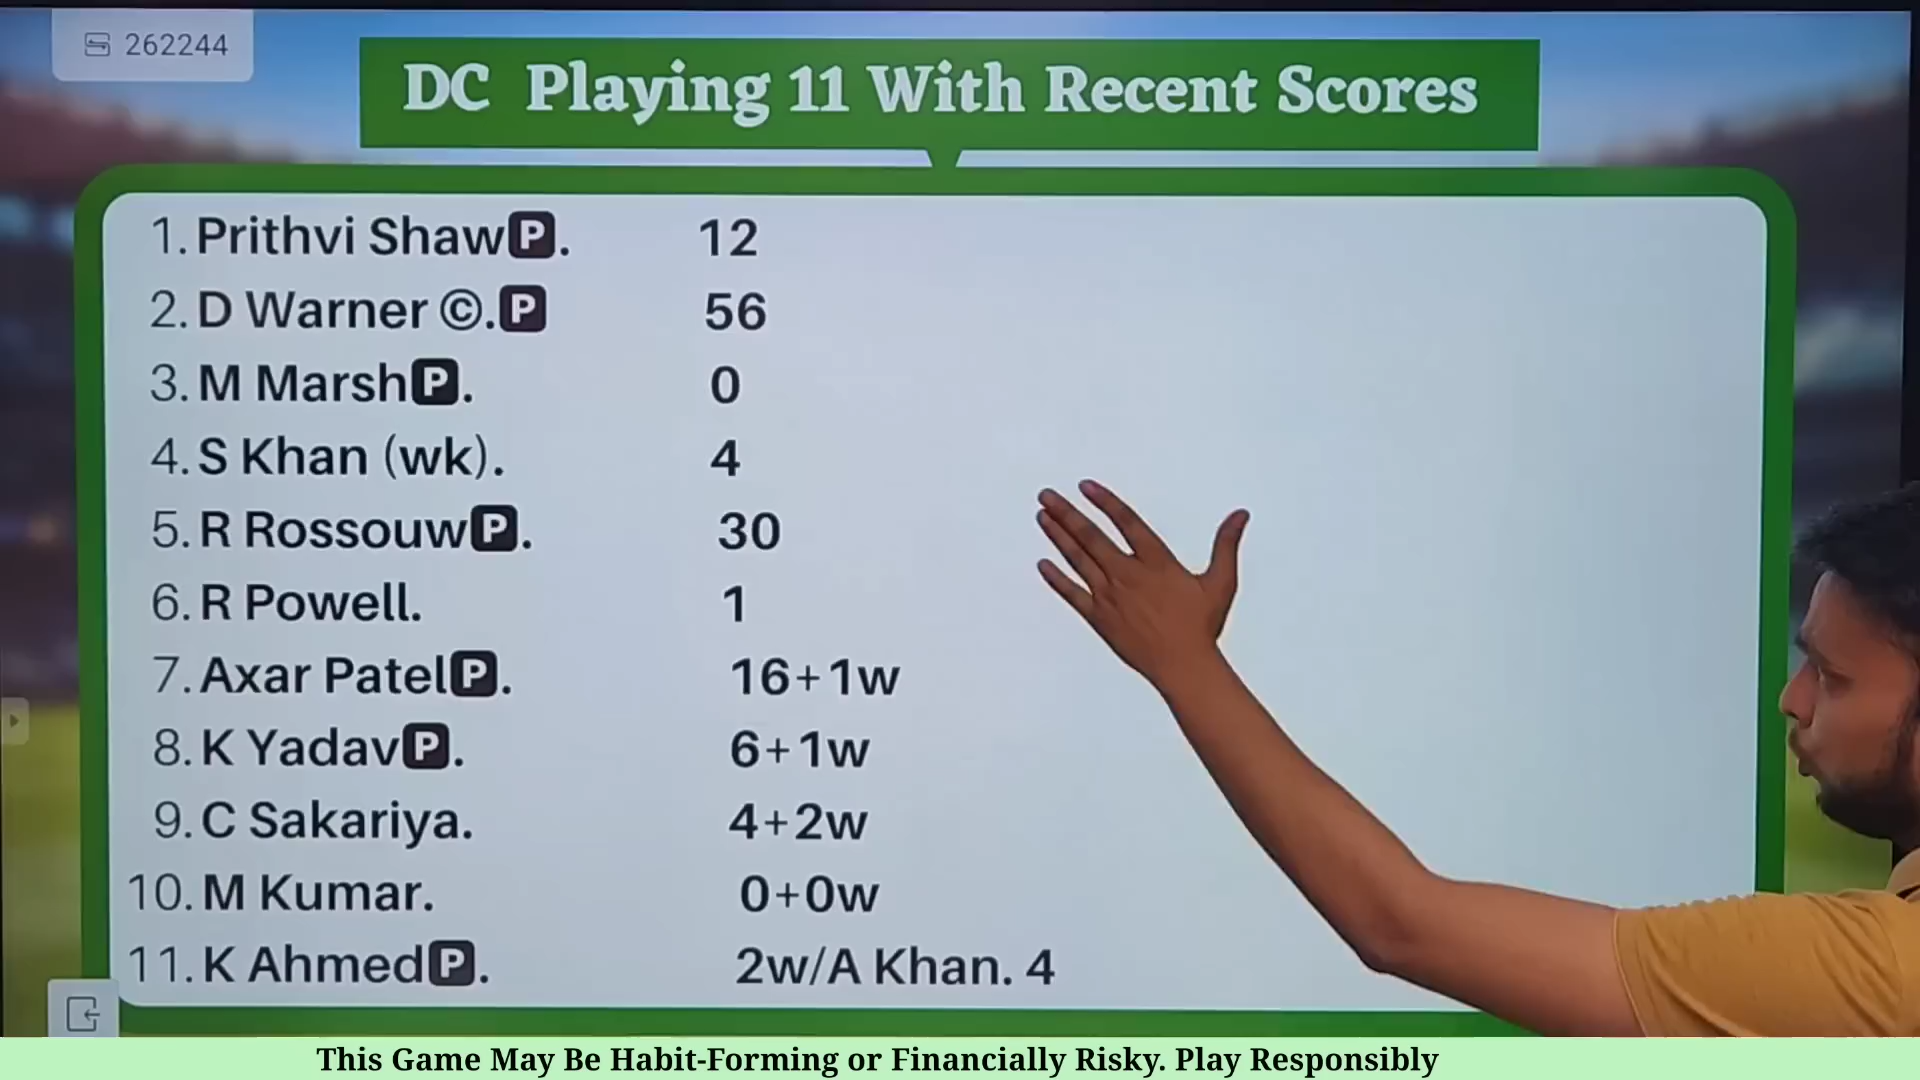 262244
DC Playing 11 With Recent Scores
1. Prithvi Shaw🅿. 12
2. D Warner ©.🅿 56
3. M Marsh🅿. 0
4. S Khan (wk). 4
5. R Rossouw🅿. 30
6. R Powell. 1
7. Axar Patel🅿. 16+1w
8. K Yadav🅿. 6+1w
9. C Sakariya. 4+2w
10. M Kumar. 0+0w
11. K Ahmed🅿. 2w/A Khan. 4
This Game May Be Habit-Forming or Financially Risky. Play Responsibly